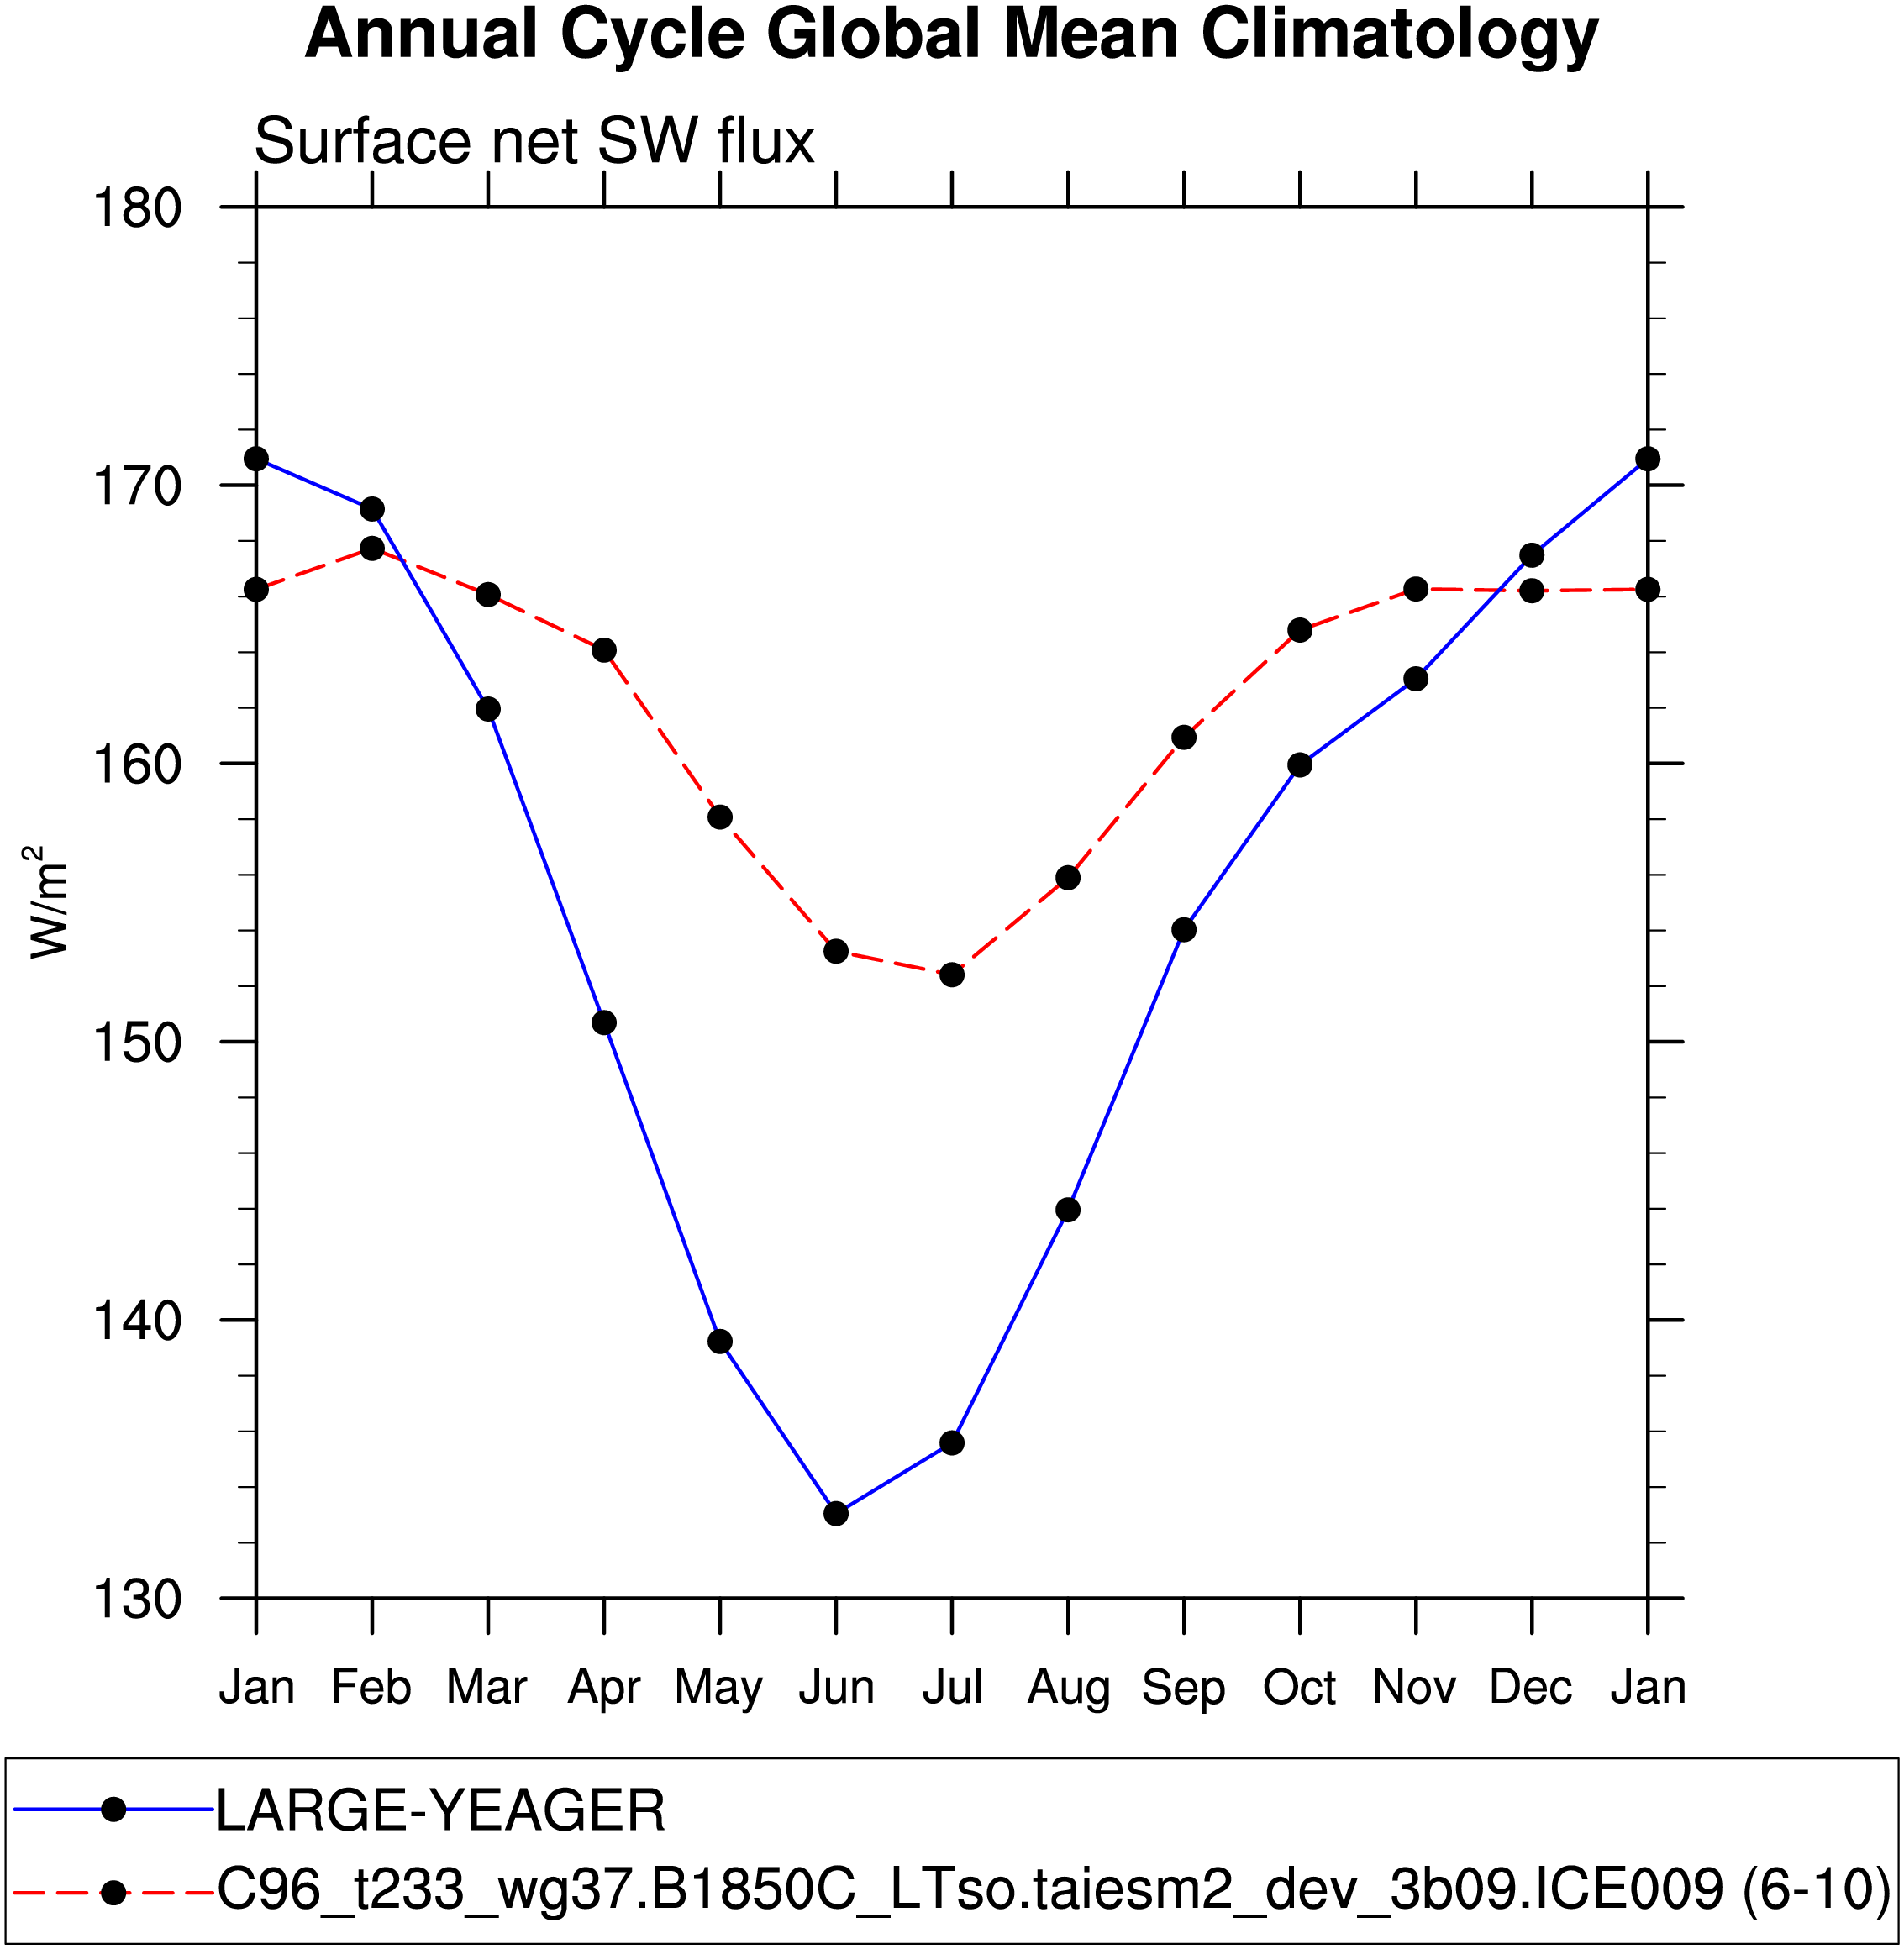 Annual Cycle Global Mean Climatology
Surface net SW flux
180
170
160
150
140
130
W/m²
Jan Feb Mar Apr May Jun Jul Aug Sep Oct Nov Dec Jan
LARGE-YEAGER
C96_t233_wg37.B1850C_LTso.taiesm2_dev_3b09.ICE009 (6-10)